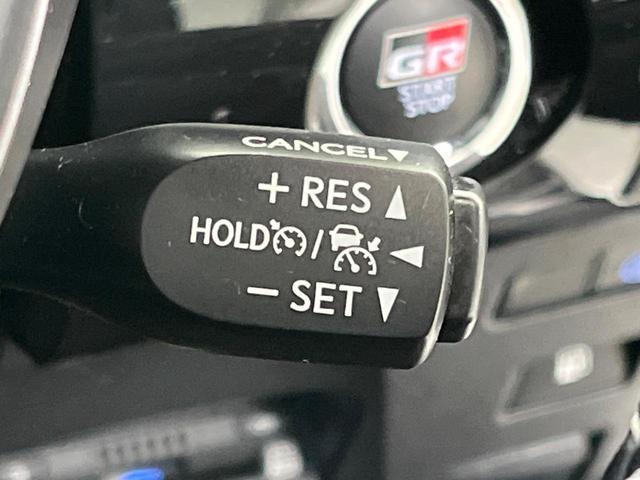 GR
START
STOP
CANCEL▼
+ RES ▲
HOLD / ◀
− SET ▼